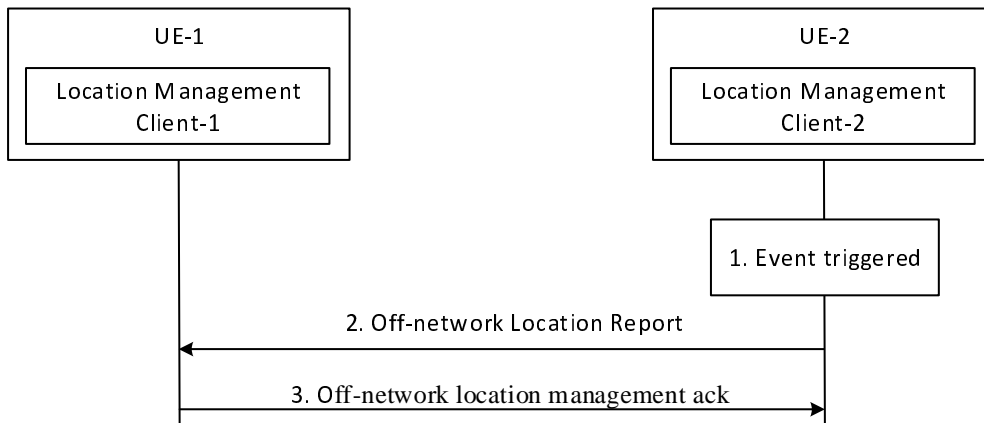 UE-1
Location Management
Client-1
UE-2
Location Management
Client-2
1. Event triggered
2. Off-network Location Report
3. Off-network location management ack